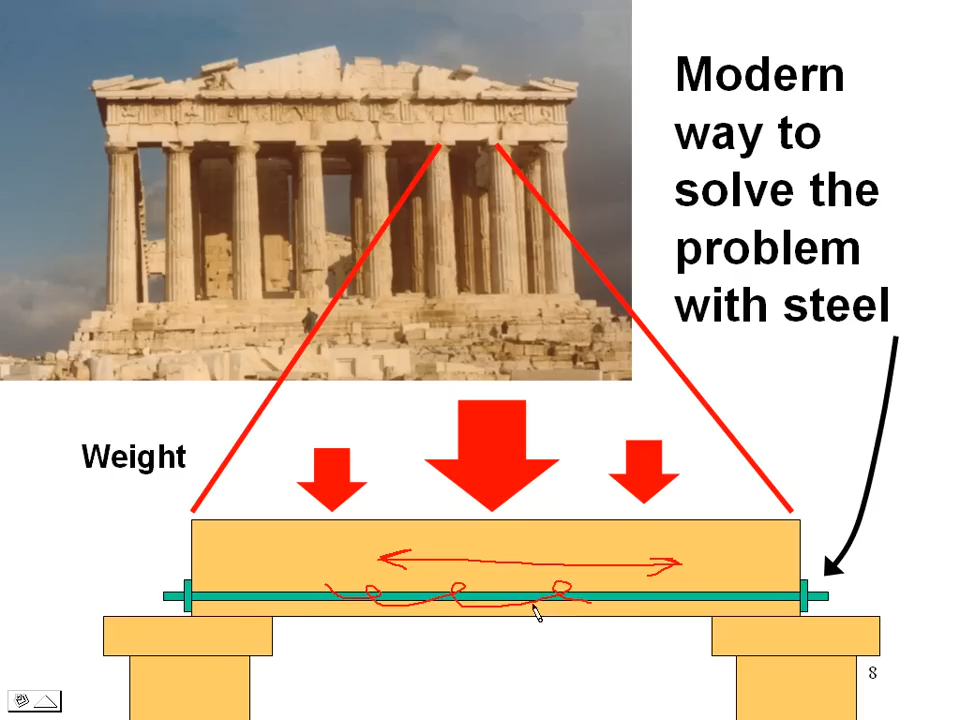 Modern
way to
solve the
problem
with steel
Weight
8